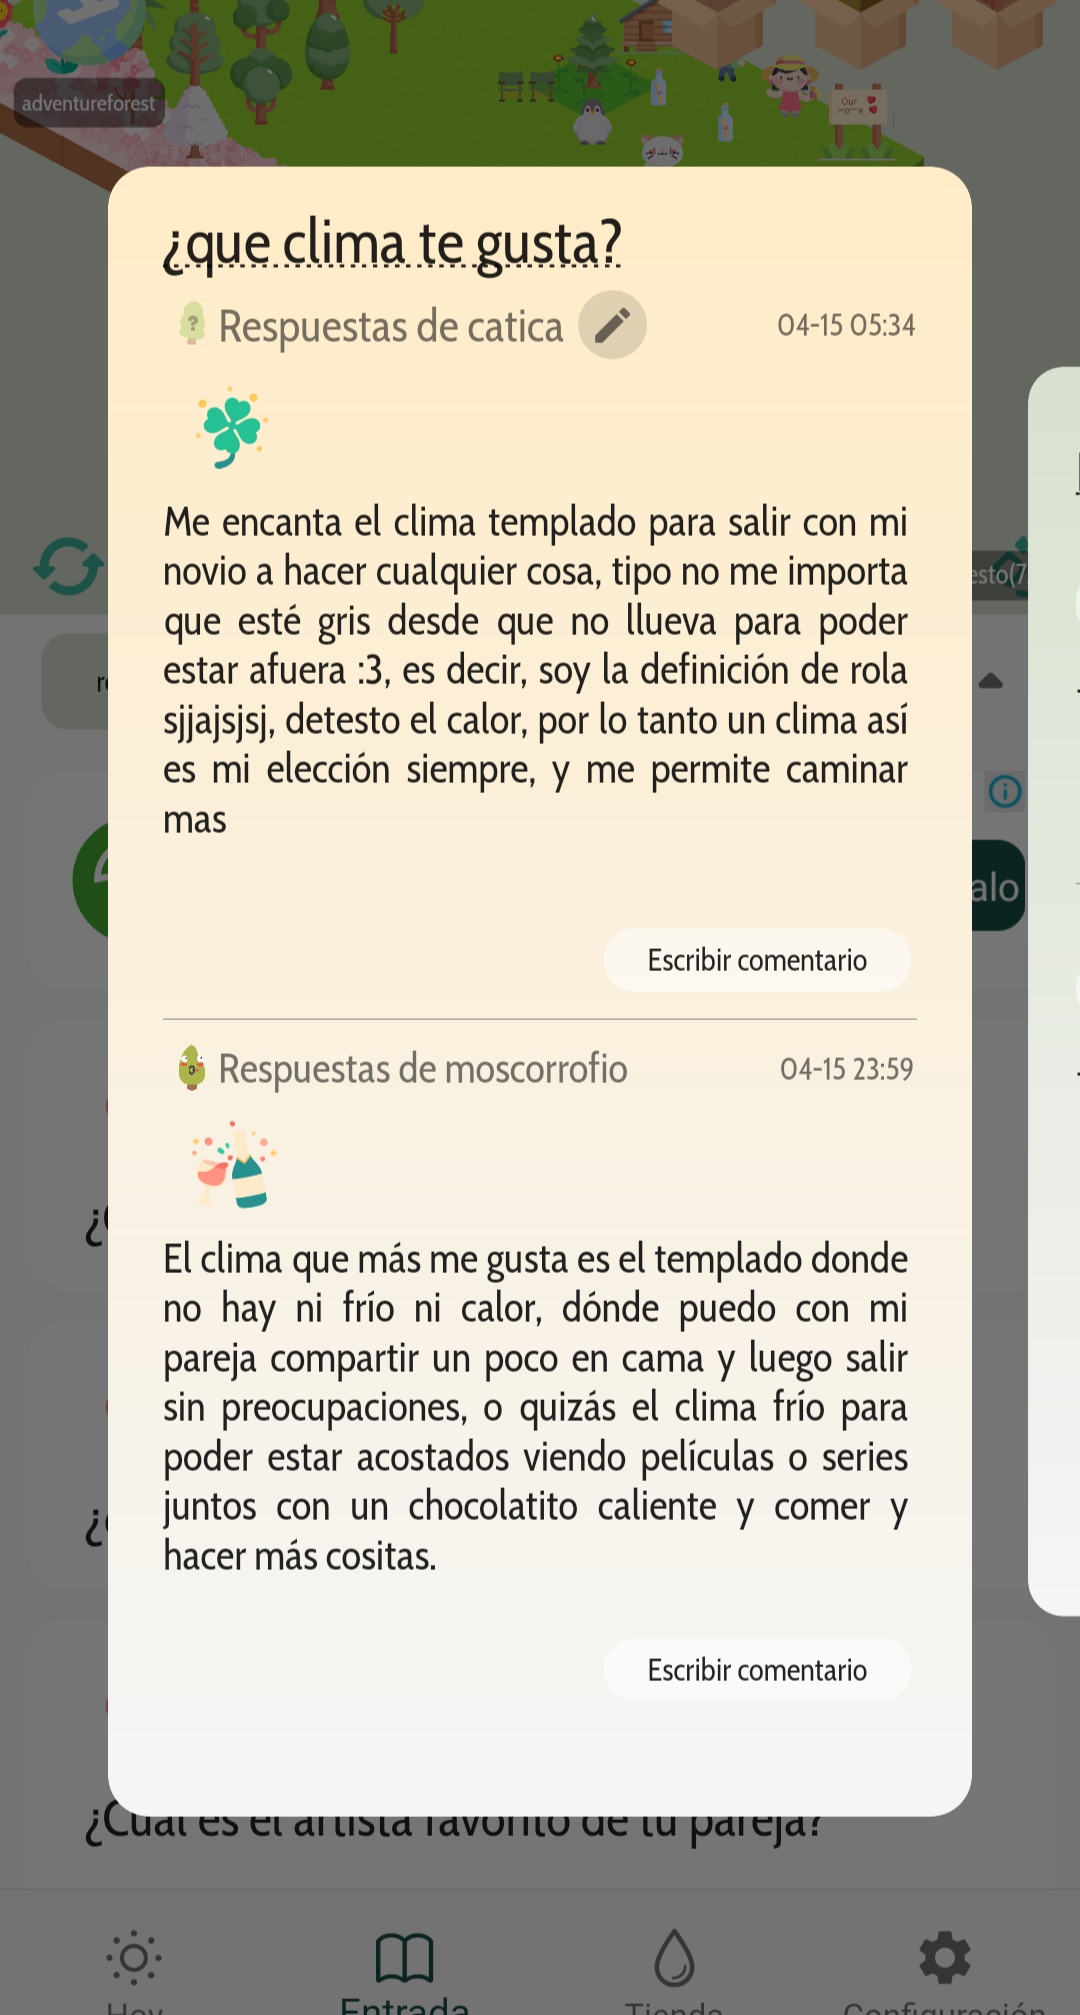 adventureforest
Our
Home
¿que clima te gusta?
Respuestas de catica
04-15 05:34
Me encanta el clima templado para salir con mi
novio a hacer cualquier cosa, tipo no me importa
que esté gris desde que no llueva para poder
estar afuera :3, es decir, soy la definición de rola
sjjajsjsj, detesto el calor, por lo tanto un clima así
es mi elección siempre, y me permite caminar
mas
Escribir comentario
Respuestas de moscorrofio
04-15 23:59
El clima que más me gusta es el templado donde
no hay ni frío ni calor, dónde puedo con mi
pareja compartir un poco en cama y luego salir
sin preocupaciones, o quizás el clima frío para
poder estar acostados viendo películas o series
juntos con un chocolatito caliente y comer y
hacer más cositas.
Escribir comentario
¿Cuál es el artista favorito de tu pareja?
Hoy
Entrada
Tienda
Configuración